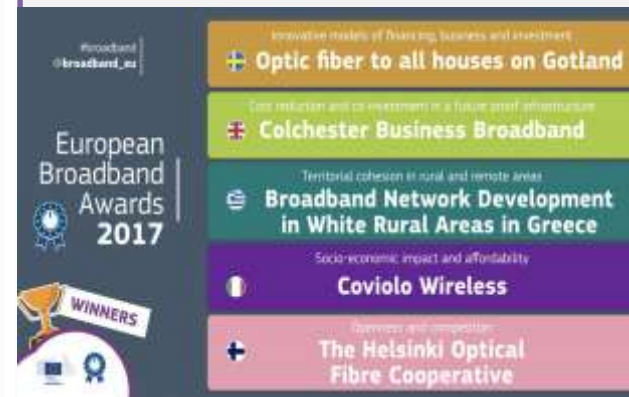 #broadband
@broadband_eu
European
Broadband
Awards
2017
WINNERS
Innovative models of financing, business and investment
Optic fiber to all houses on Gotland
Cost reduction and co-investment in a future proof infrastructure
Colchester Business Broadband
Territorial cohesion in rural and remote areas
Broadband Network Development
in White Rural Areas in Greece
Socio-economic impact and affordability
Coviolo Wireless
Openness and competition
The Helsinki Optical
Fibre Cooperative